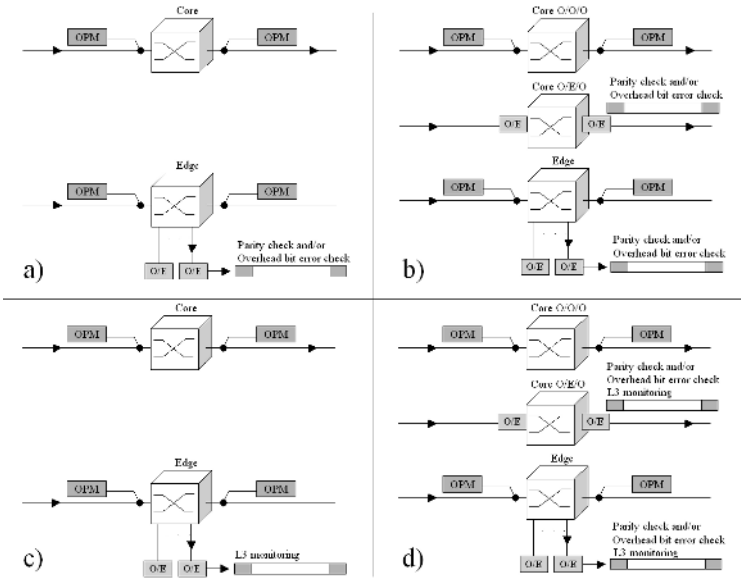 Core
OPM
OPM
Edge
OPM
OPM
O/E
O/E
Parity check and/or
Overhead bit error check
a)
Core O/O/O
OPM
OPM
Core O/E/O
Parity check and/or
Overhead bit error check
O/E
O/E
Edge
OPM
OPM
O/E
O/E
Parity check and/or
Overhead bit error check
b)
Core
OPM
OPM
Edge
OPM
OPM
O/E
O/E
L3 monitoring
c)
Core O/O/O
OPM
OPM
Core O/E/O
Parity check and/or
Overhead bit error check
L3 monitoring
O/E
O/E
Edge
OPM
OPM
O/E
O/E
Parity check and/or
Overhead bit error check
L3 monitoring
d)